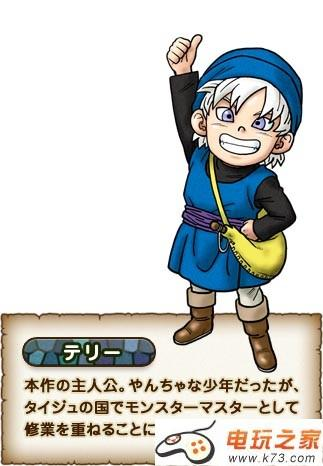 テリー
本作の主人公。やんちゃな少年だったが、
タイジュの国でモンスターマスターとして
修業を重ねることに
电玩之家
www.k73.com